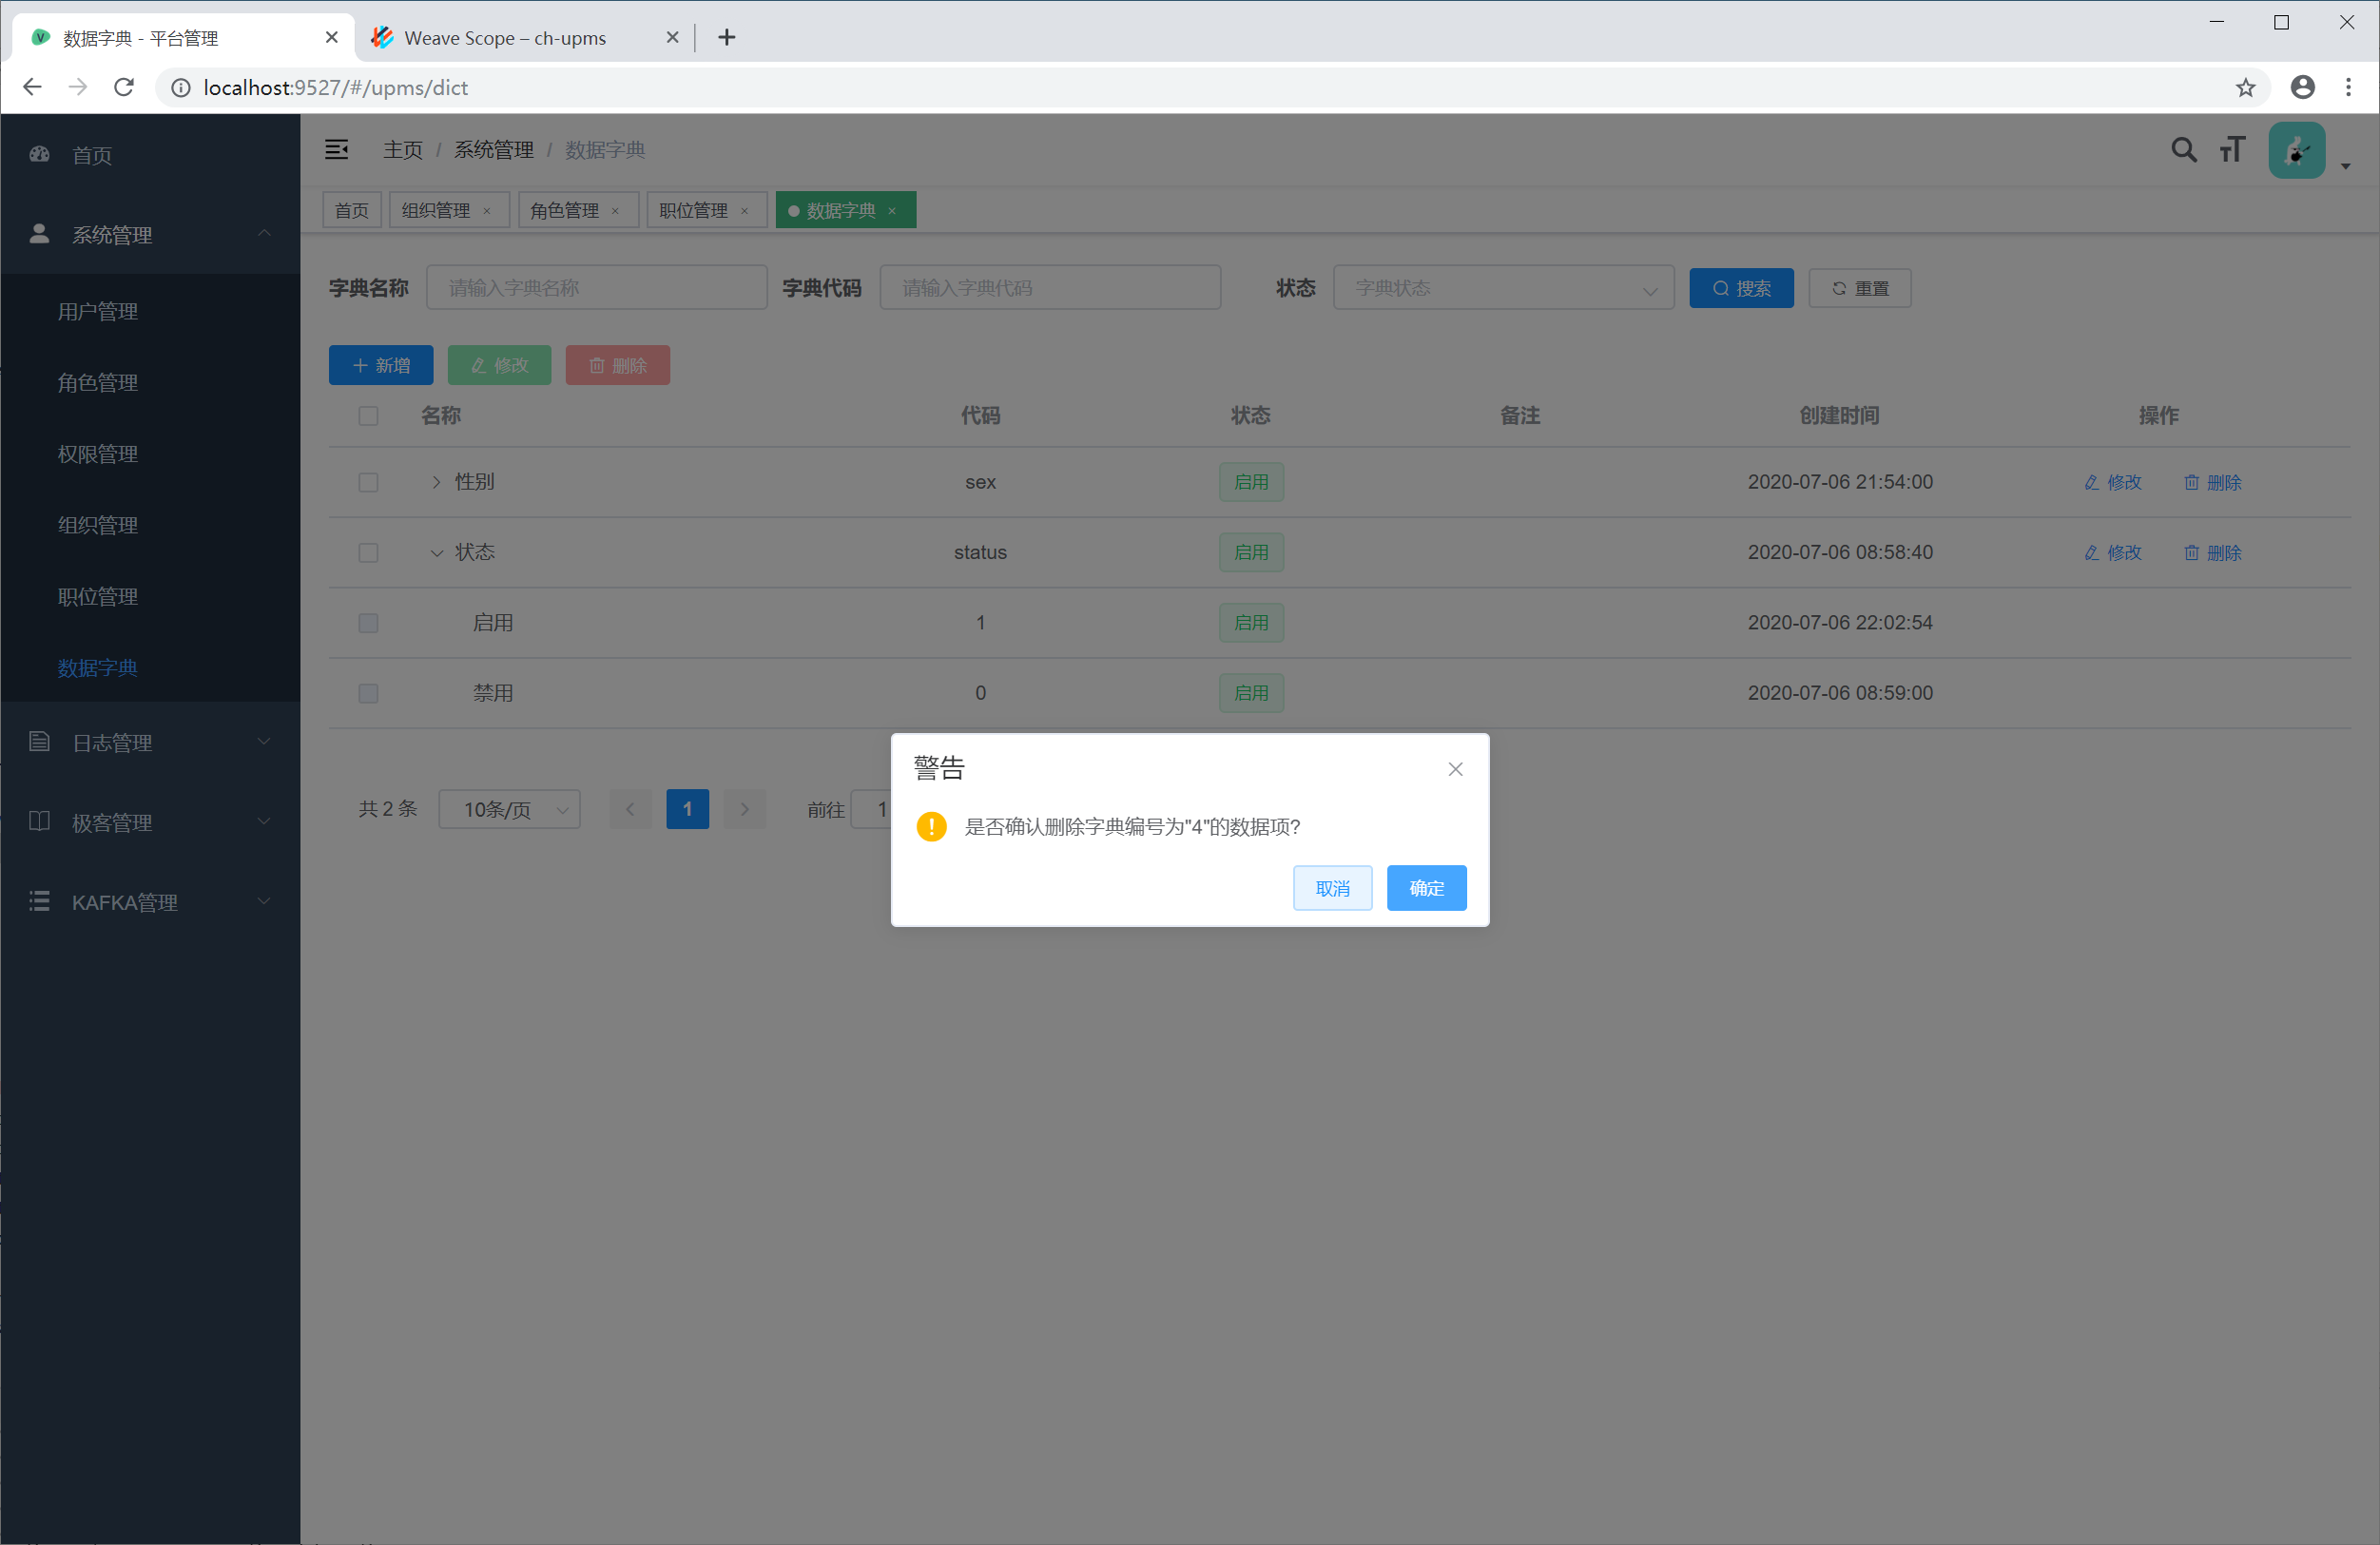 数据字典 - 平台管理
Weave Scope – ch-upms
localhost:9527/#/upms/dict
首页
系统管理
用户管理
角色管理
权限管理
组织管理
职位管理
数据字典
日志管理
极客管理
KAFKA管理
主页 / 系统管理 / 数据字典
首页 组织管理 × 角色管理 × 职位管理 × 数据字典 ×
字典名称 请输入字典名称 字典代码 请输入字典代码 状态 字典状态 搜索 重置
新增 修改 删除
名称 代码 状态 备注 创建时间 操作
性别 sex 启用 2020-07-06 21:54:00 修改 删除
状态 status 启用 2020-07-06 08:58:40 修改 删除
启用 1 启用 2020-07-06 22:02:54
禁用 0 启用 2020-07-06 08:59:00
共 2 条 10条/页 1 前往 1
警告
是否确认删除字典编号为"4"的数据项?
取消 确定